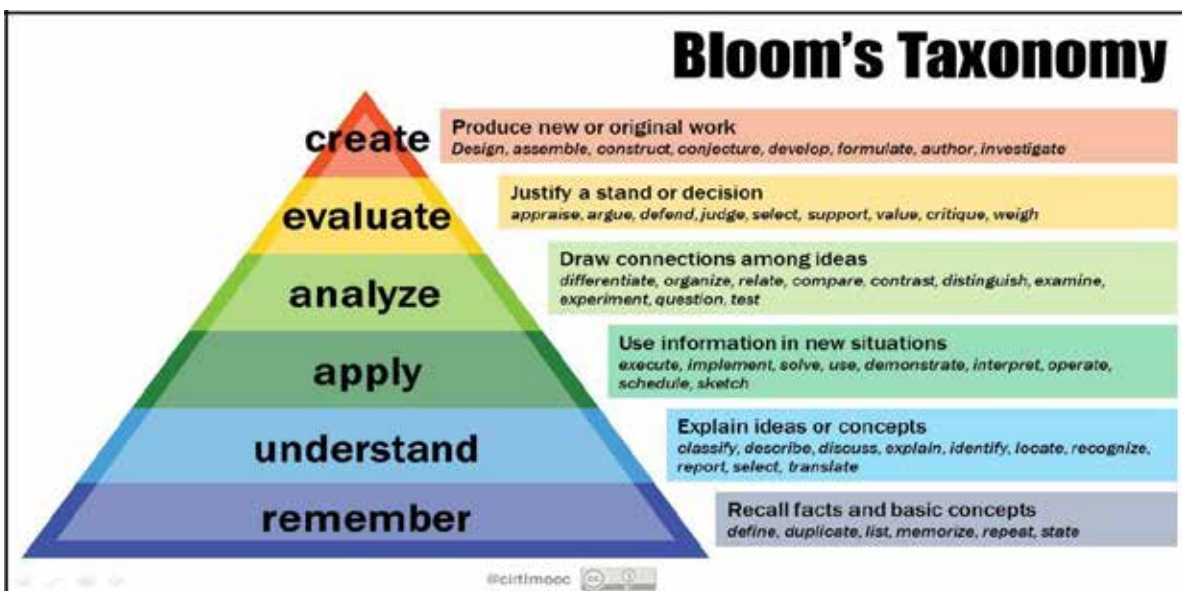 Bloom's Taxonomy
create
Produce new or original work
Design, assemble, construct, conjecture, develop, formulate, author, investigate
evaluate
Justify a stand or decision
appraise, argue, defend, judge, select, support, value, critique, weigh
analyze
Draw connections among ideas
differentiate, organize, relate, compare, contrast, distinguish, examine,
experiment, question, test
apply
Use information in new situations
execute, implement, solve, use, demonstrate, interpret, operate,
schedule, sketch
understand
Explain ideas or concepts
classify, describe, discuss, explain, identify, locate, recognize,
report, select, translate
remember
Recall facts and basic concepts
define, duplicate, list, memorize, repeat, state
@cirtlmooc
cc